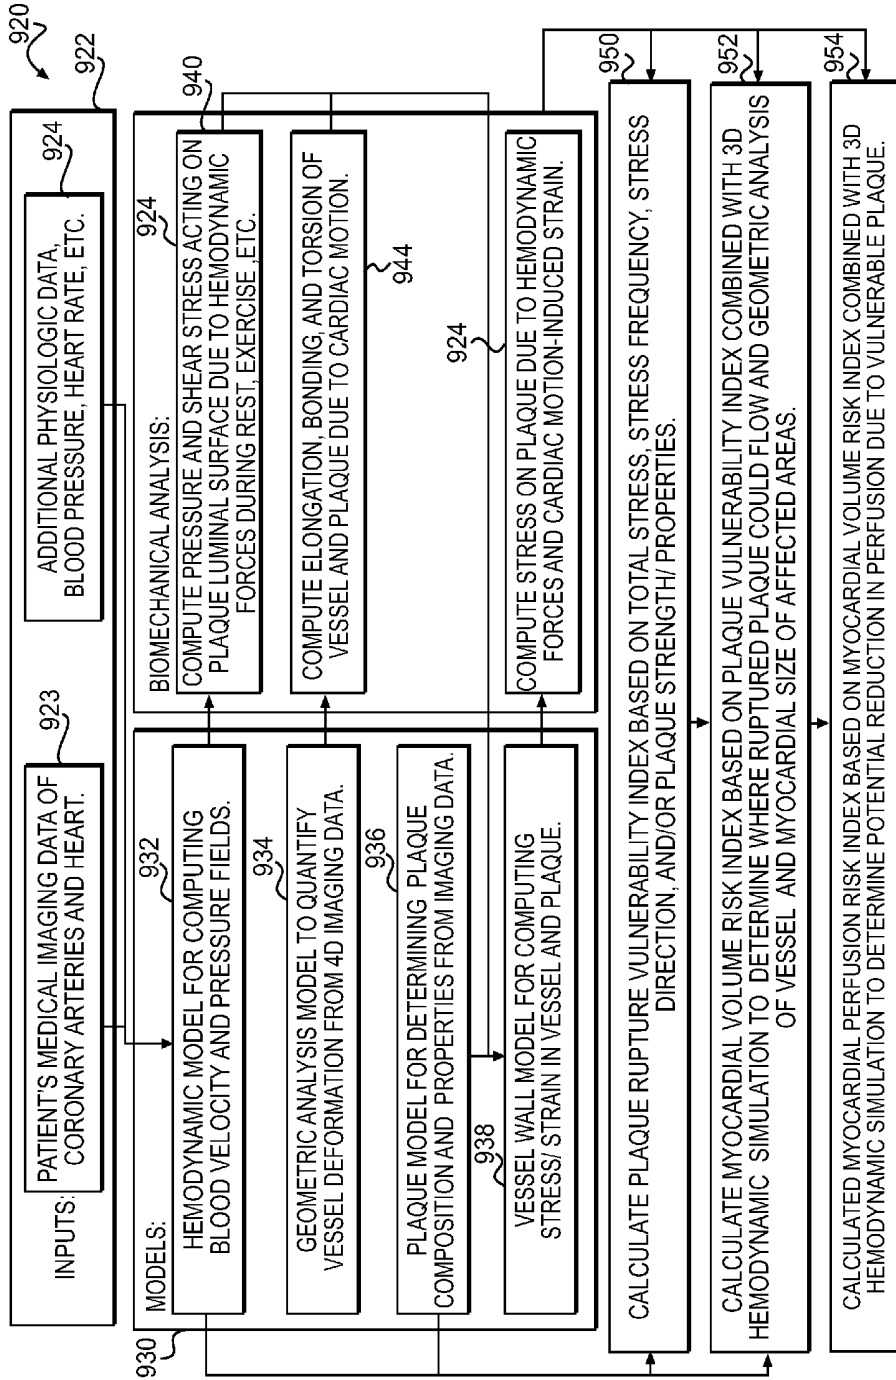 920
922
INPUTS:
923
PATIENT'S MEDICAL IMAGING DATA OF
CORONARY ARTERIES AND HEART.
924
ADDITIONAL PHYSIOLOGIC DATA,
BLOOD PRESSURE, HEART RATE, ETC.
930
MODELS:
932
HEMODYNAMIC MODEL FOR COMPUTING
BLOOD VELOCITY AND PRESSURE FIELDS.
934
GEOMETRIC ANALYSIS MODEL TO QUANTIFY
VESSEL DEFORMATION FROM 4D IMAGING DATA.
936
PLAQUE MODEL FOR DETERMINING PLAQUE
COMPOSITION AND PROPERTIES FROM IMAGING DATA.
938
VESSEL WALL MODEL FOR COMPUTING
STRESS/ STRAIN IN VESSEL AND PLAQUE.
940
BIOMECHANICAL ANALYSIS:
924
COMPUTE PRESSURE AND SHEAR STRESS ACTING ON
PLAQUE LUMINAL SURFACE DUE TO HEMODYNAMIC
FORCES DURING REST, EXERCISE ,ETC.
COMPUTE ELONGATION, BONDING, AND TORSION OF
VESSEL AND PLAQUE DUE TO CARDIAC MOTION.
944
924
COMPUTE STRESS ON PLAQUE DUE TO HEMODYNAMIC
FORCES AND CARDIAC MOTION-INDUCED STRAIN.
950
CALCULATE PLAQUE RUPTURE VULNERABILITY INDEX BASED ON TOTAL STRESS, STRESS FREQUENCY, STRESS
DIRECTION, AND/OR PLAQUE STRENGTH/ PROPERTIES.
952
CALCULATE MYOCARDIAL VOLUME RISK INDEX BASED ON PLAQUE VULNERABILITY INDEX COMBINED WITH 3D
HEMODYNAMIC SIMULATION TO DETERMINE WHERE RUPTURED PLAQUE COULD FLOW AND GEOMETRIC ANALYSIS
OF VESSEL AND MYOCARDIAL SIZE OF AFFECTED AREAS.
954
CALCULATED MYOCARDIAL PERFUSION RISK INDEX BASED ON MYOCARDIAL VOLUME RISK INDEX COMBINED WITH 3D
HEMODYNAMIC SIMULATION TO DETERMINE POTENTIAL REDUCTION IN PERFUSION DUE TO VULNERABLE PLAQUE.